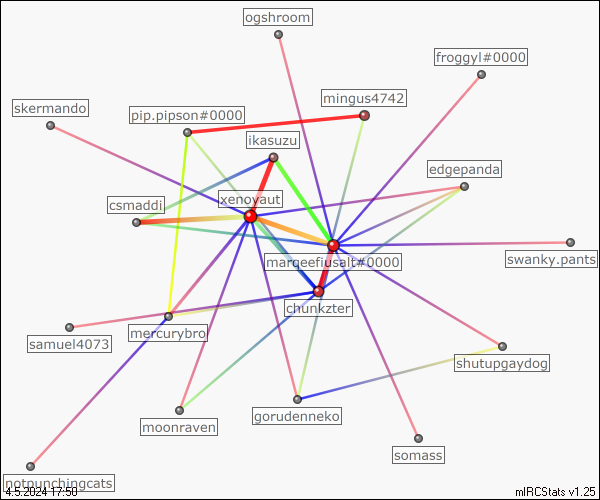 ogshroom
froggyl#0000
mingus4742
skermando
pip.pipson#0000
ikasuzu
edgepanda
csmaddi
xenoyaut
margeefiusalt#0000
swanky.pants
chunkzter
mercurybro
samuel4073
shutupgaydog
gorudenneko
moonraven
somass
notpunchingcats
4.5.2024 17:50
mIRCStats v1.25